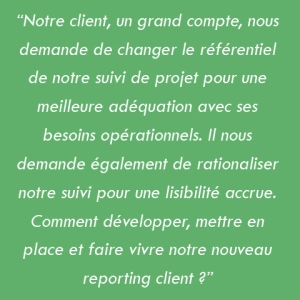 “Notre client, un grand compte, nous
demande de changer le référentiel
de notre suivi de projet pour une
meilleure adéquation avec ses
besoins opérationnels. Il nous
demande également de rationaliser
notre suivi pour une lisibilité accrue.
Comment développer, mettre en
place et faire vivre notre nouveau
reporting client ?”